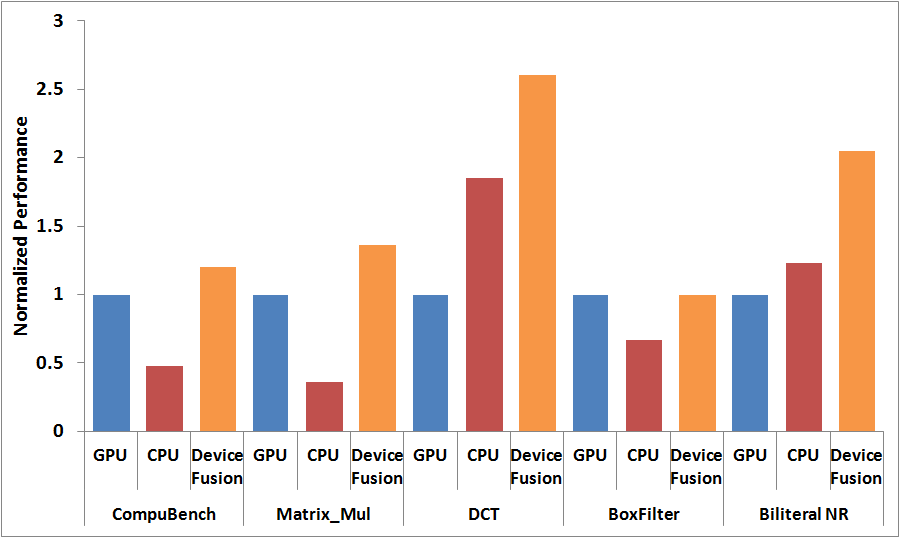 3
2.5
2
1.5
1
0.5
0
Normalized Performance
GPU CPU Device Fusion GPU CPU Device Fusion GPU CPU Device Fusion GPU CPU Device Fusion GPU CPU Device Fusion
CompuBench Matrix_Mul DCT BoxFilter Biliteral NR